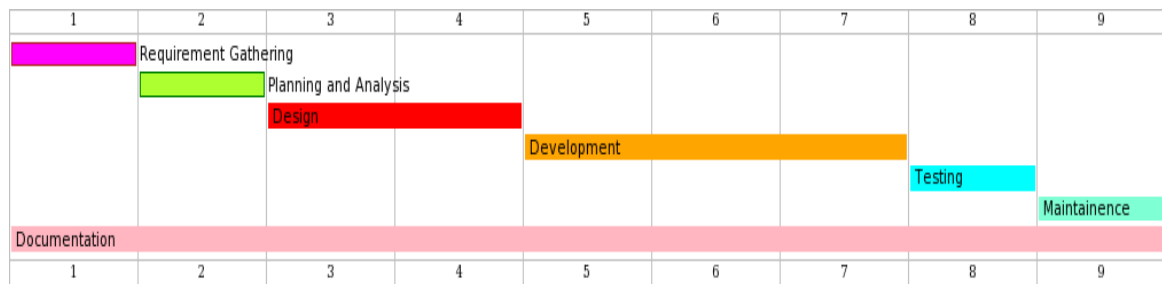 1 2 3 4 5 6 7 8 9
Requirement Gathering
Planning and Analysis
Design
Development
Testing
Maintainence
Documentation
1 2 3 4 5 6 7 8 9